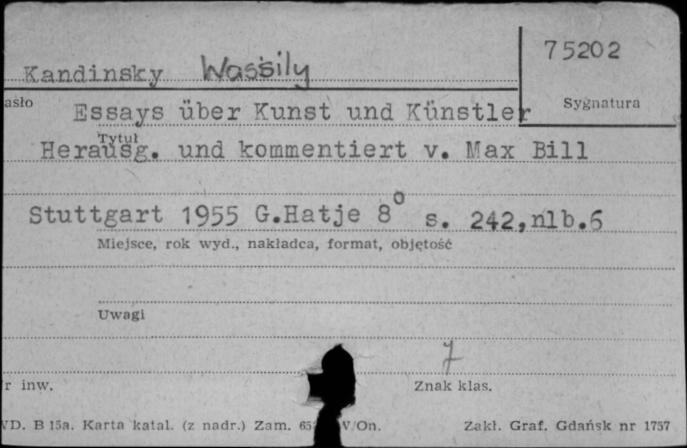 Kandinsky Wassily
75202
asło
Sygnatura
Essays über Kunst und Künstler
Tytuł
Herausg. und kommentiert v. Max Bill
Stuttgart 1955 G.Hatje 8° s. 242,nlb.6
Miejsce, rok wyd., nakładca, format, objętość
Uwagi
7
r inw.
Znak klas.
VD. B 15a. Karta katal. (z nadr.) Zam. V/On.
Zakł. Graf. Gdańsk nr 1757